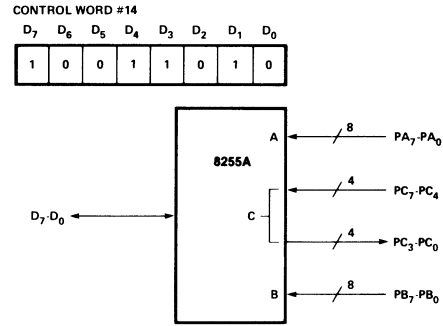 CONTROL WORD #14
D7 D6 D5 D4 D3 D2 D1 D0
1 0 0 1 1 0 1 0
8255A
A
8
PA7-PA0
4
PC7-PC4
D7-D0
C
4
PC3-PC0
B
8
PB7-PB0